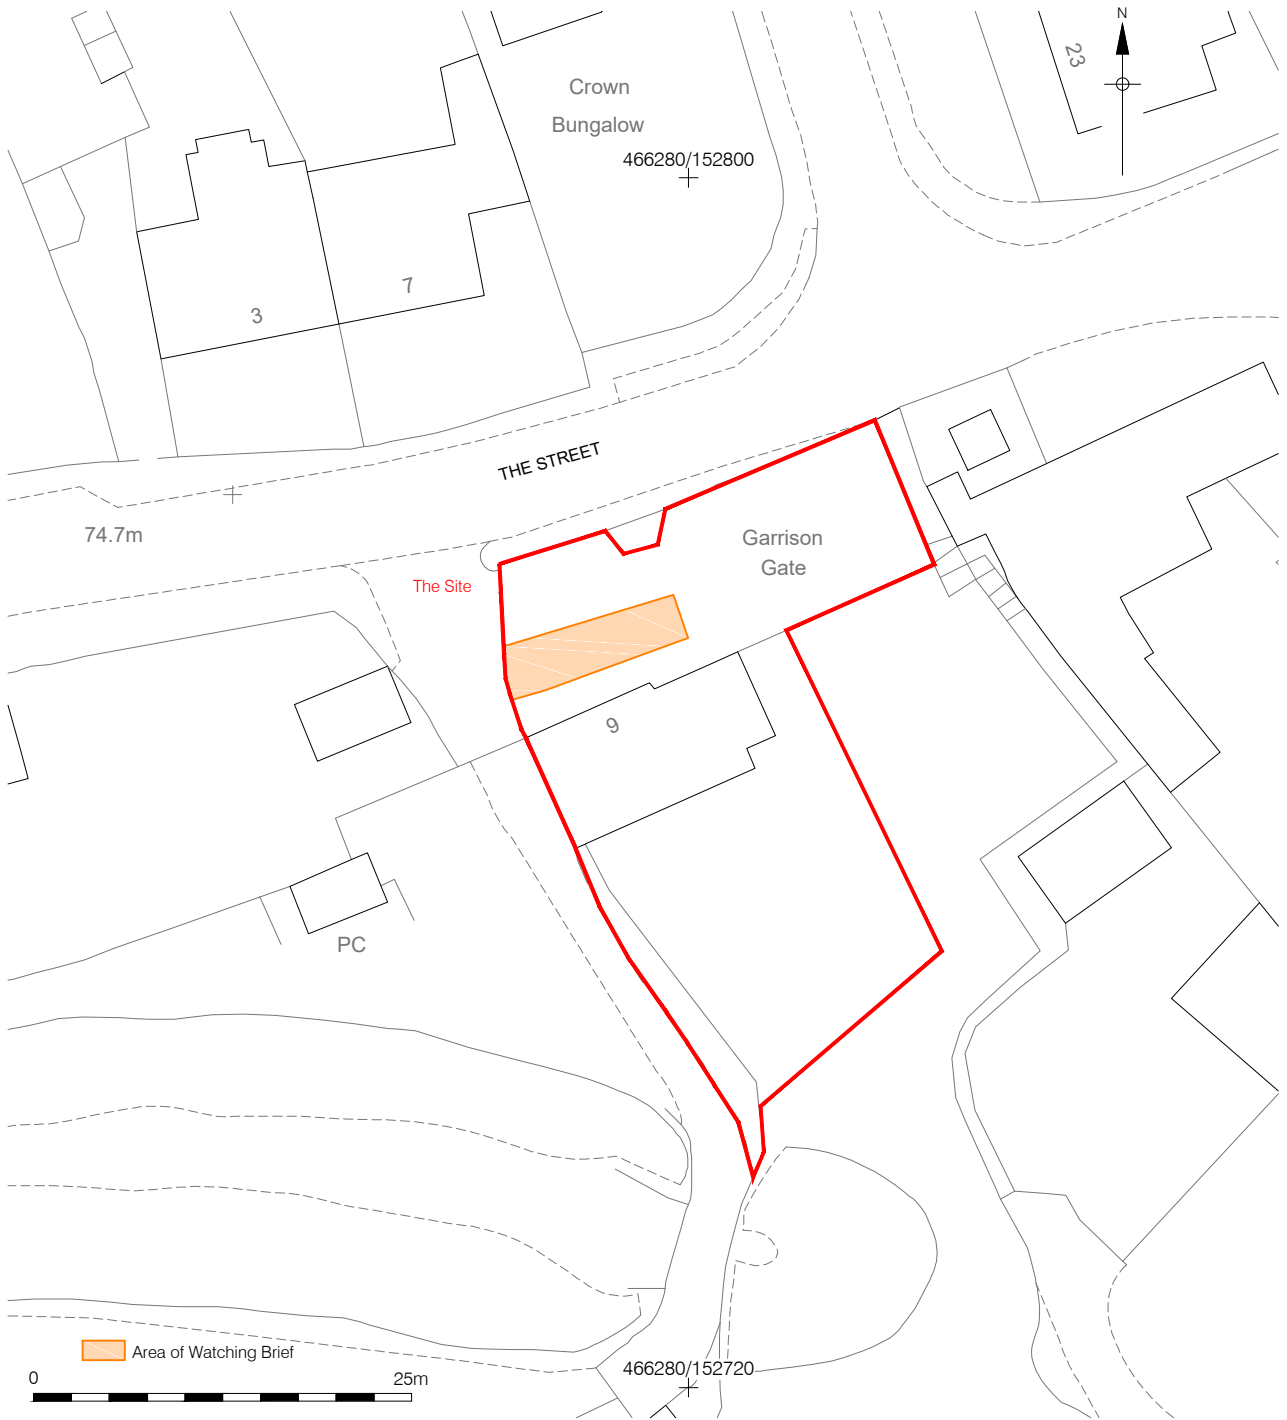 N
23
Crown
Bungalow
466280/152800
7
3
THE STREET
74.7m
Garrison
Gate
The Site
9
PC
Area of Watching Brief
466280/152720
0 25m